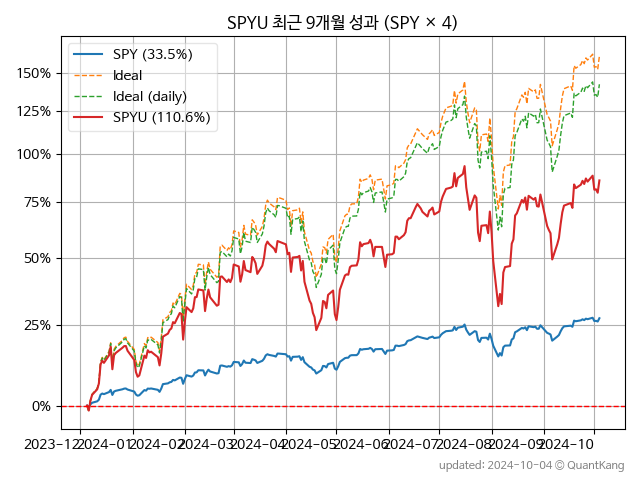 SPYU 최근 9개월 성과 (SPY × 4)
SPY (33.5%)
Ideal
Ideal (daily)
SPYU (110.6%)
150%
125%
100%
75%
50%
25%
0%
2023-12 2024-01 2024-02 2024-03 2024-04 2024-05 2024-06 2024-07 2024-08 2024-09 2024-10
updated: 2024-10-04 © QuantKang